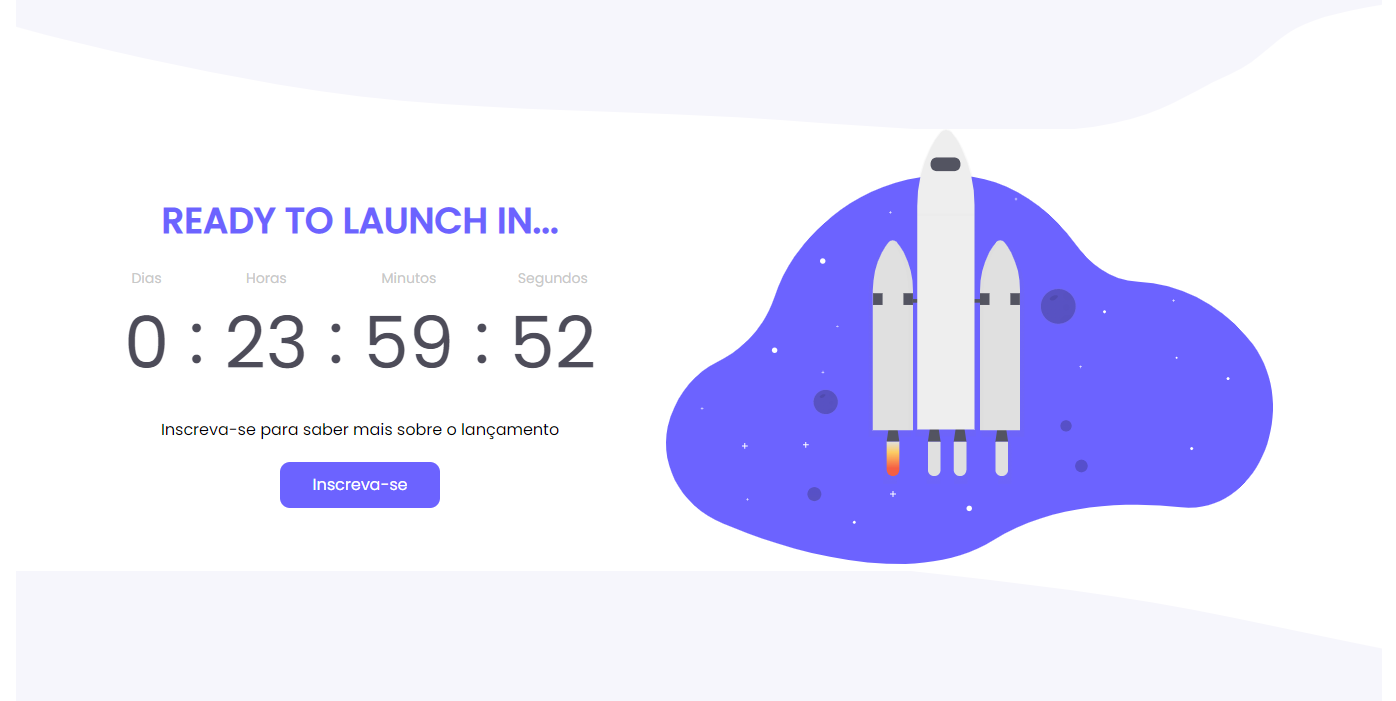 READY TO LAUNCH IN...
Dias Horas Minutos Segundos
0 : 23 : 59 : 52
Inscreva-se para saber mais sobre o lançamento
Inscreva-se